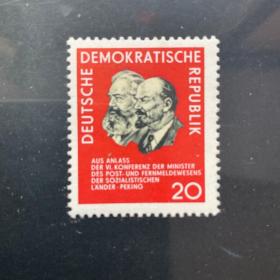 DEUTSCHE
DEMOKRATISCHE
REPUBLIK
AUS ANLASS
DER VI. KONFERENZ DER MINISTER
DES POST- UND FERNMELDEWESENS
DER SOZIALISTISCHEN
LÄNDER · PEKING
20